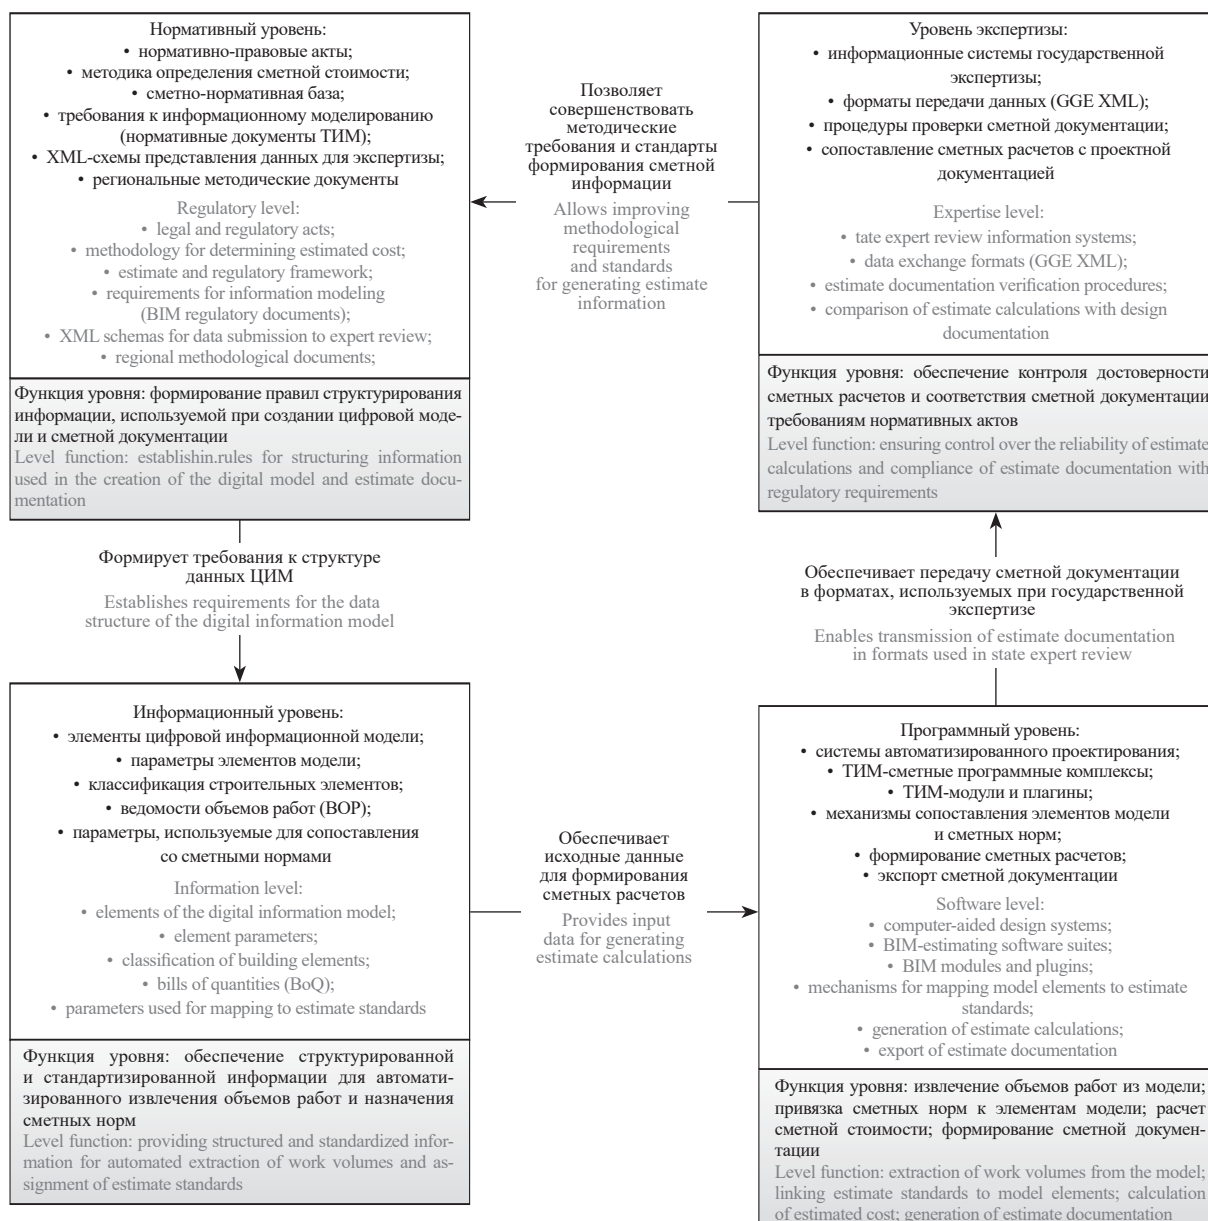 Нормативный уровень:
• нормативно-правовые акты;
• методика определения сметной стоимости;
• сметно-нормативная база;
• требования к информационному моделированию
(нормативные документы ТИМ);
• XML-схемы представления данных для экспертизы;
• региональные методические документы
Regulatory level:
• legal and regulatory acts;
• methodology for determining estimated cost;
• estimate and regulatory framework;
• requirements for information modeling
(BIM regulatory documents);
• XML schemas for data submission to expert review;
• regional methodological documents;
Функция уровня: формирование правил структурирования
информации, используемой при создании цифровой моде-
ли и сметной документации
Level function: establishin.rules for structuring information
used in the creation of the digital model and estimate docu-
mentation
Позволяет
совершенствовать
методические
требования и стандарты
формирования сметной
информации
Allows improving
methodological
requirements
and standards
for generating estimate
information
Уровень экспертизы:
• информационные системы государственной
экспертизы;
• форматы передачи данных (GGE XML);
• процедуры проверки сметной документации;
• сопоставление сметных расчетов с проектной
документацией
Expertise level:
• tate expert review information systems;
• data exchange formats (GGE XML);
• estimate documentation verification procedures;
• comparison of estimate calculations with design
documentation
Функция уровня: обеспечение контроля достоверности
сметных расчетов и соответствия сметной документации
требованиям нормативных актов
Level function: ensuring control over the reliability of estimate
calculations and compliance of estimate documentation with
regulatory requirements
Формирует требования к структуре
данных ЦИМ
Establishes requirements for the data
structure of the digital information model
Обеспечивает передачу сметной документации
в форматах, используемых при государственной
экспертизе
Enables transmission of estimate documentation
in formats used in state expert review
Информационный уровень:
• элементы цифровой информационной модели;
• параметры элементов модели;
• классификация строительных элементов;
• ведомости объемов работ (ВОР);
• параметры, используемые для сопоставления
со сметными нормами
Information level:
• elements of the digital information model;
• element parameters;
• classification of building elements;
• bills of quantities (BoQ);
• parameters used for mapping to estimate standards
Функция уровня: обеспечение структурированной
и стандартизированной информации для автомати-
зированного извлечения объемов работ и назначения
сметных норм
Level function: providing structured and standardized infor-
mation for automated extraction of work volumes and as-
signment of estimate standards
Обеспечивает
исходные данные
для формирования
сметных расчетов
Provides input
data for generating
estimate calculations
Программный уровень:
• системы автоматизированного проектирования;
• ТИМ-сметные программные комплексы;
• ТИМ-модули и плагины;
• механизмы сопоставления элементов модели
и сметных норм;
• формирование сметных расчетов;
• экспорт сметной документации
Software level:
• computer-aided design systems;
• BIM-estimating software suites;
• BIM modules and plugins;
• mechanisms for mapping model elements to estimate
standards;
• generation of estimate calculations;
• export of estimate documentation
Функция уровня: извлечение объемов работ из модели;
привязка сметных норм к элементам модели; расчет
сметной стоимости; формирование сметной докумен-
тации
Level function: extraction of work volumes from the model;
linking estimate standards to model elements; calculation
of estimated cost; generation of estimate documentation